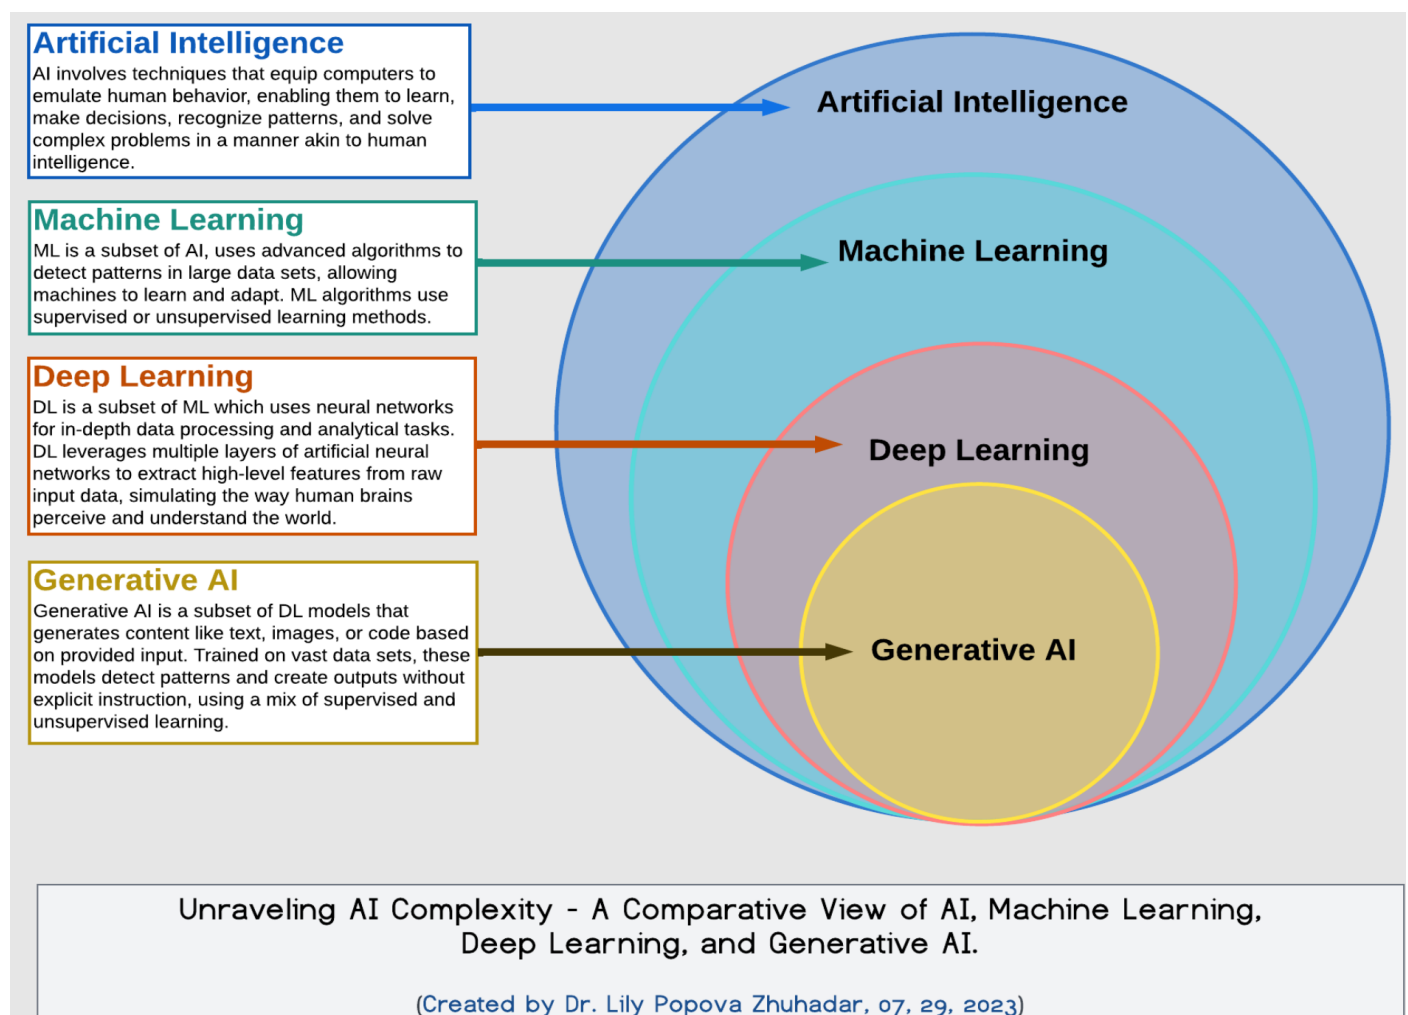 Artificial Intelligence
AI involves techniques that equip computers to
emulate human behavior, enabling them to learn,
make decisions, recognize patterns, and solve
complex problems in a manner akin to human
intelligence.
Machine Learning
ML is a subset of AI, uses advanced algorithms to
detect patterns in large data sets, allowing
machines to learn and adapt. ML algorithms use
supervised or unsupervised learning methods.
Deep Learning
DL is a subset of ML which uses neural networks
for in-depth data processing and analytical tasks.
DL leverages multiple layers of artificial neural
networks to extract high-level features from raw
input data, simulating the way human brains
perceive and understand the world.
Generative AI
Generative AI is a subset of DL models that
generates content like text, images, or code based
on provided input. Trained on vast data sets, these
models detect patterns and create outputs without
explicit instruction, using a mix of supervised and
unsupervised learning.
Artificial Intelligence
Machine Learning
Deep Learning
Generative AI
Unraveling AI Complexity - A Comparative View of AI, Machine Learning,
Deep Learning, and Generative AI.
(Created by Dr. Lily Popova Zhuhadar, 07, 29, 2023)